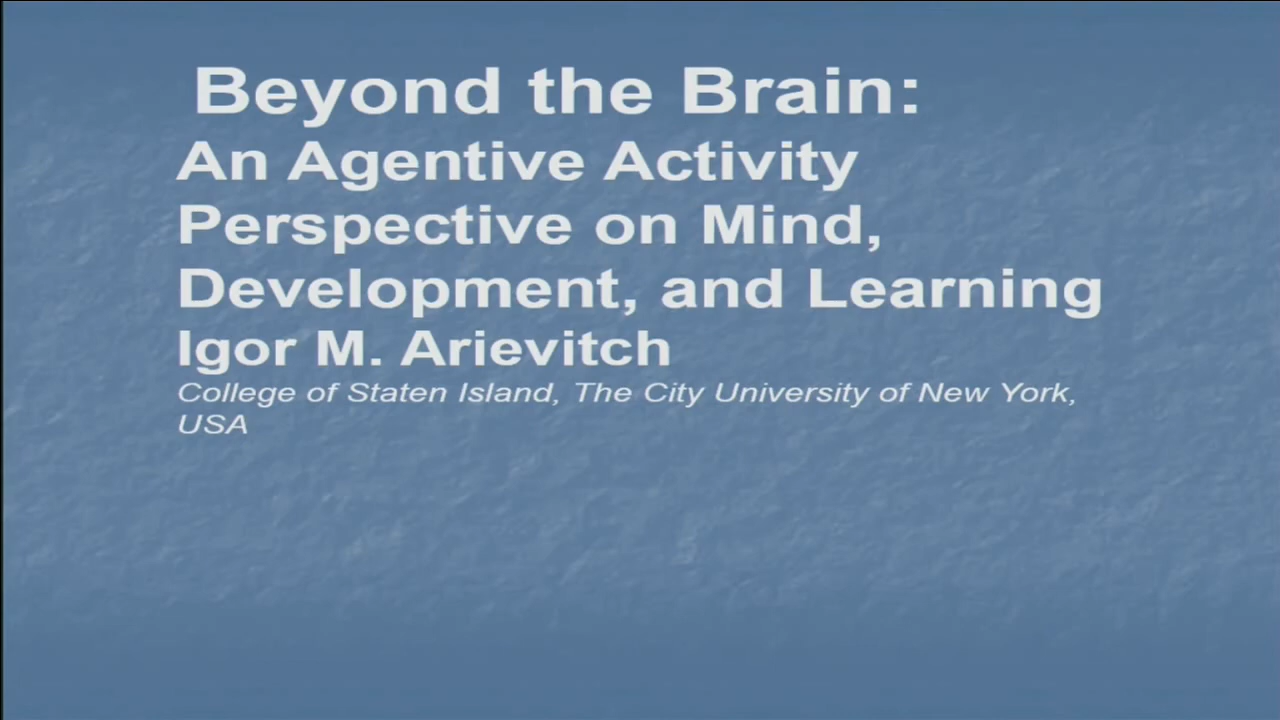 Beyond the Brain:
An Agentive Activity
Perspective on Mind,
Development, and Learning
Igor M. Arievitch
College of Staten Island, The City University of New York,
USA